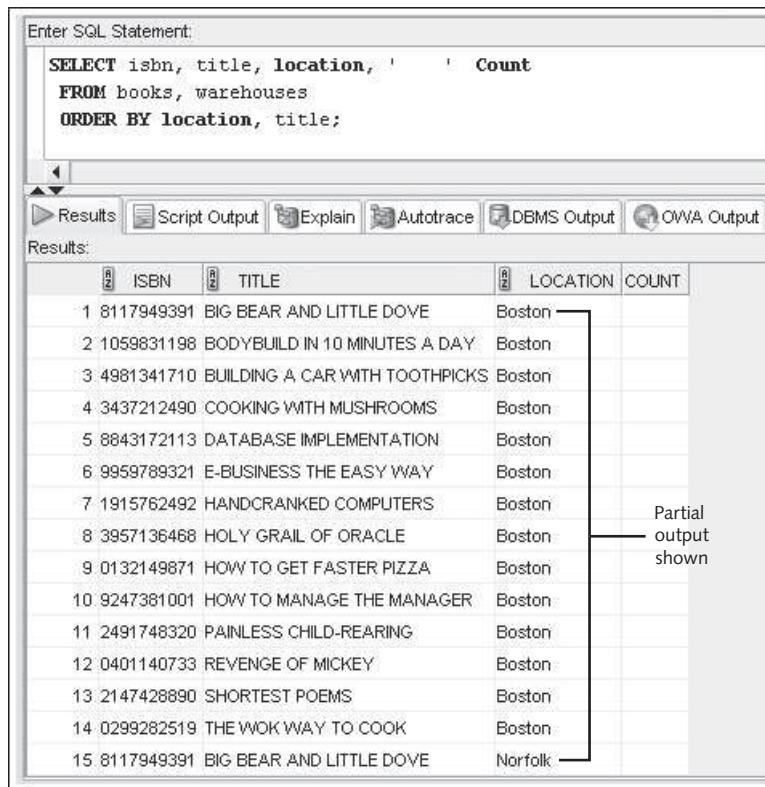 Enter SQL Statement:
SELECT isbn, title, location, '    ' Count
FROM books, warehouses
ORDER BY location, title;
Results Script Output Explain Autotrace DBMS Output OWA Output
Results:
ISBN TITLE LOCATION COUNT
1 8117949391 BIG BEAR AND LITTLE DOVE Boston
2 1059831198 BODYBUILD IN 10 MINUTES A DAY Boston
3 4981341710 BUILDING A CAR WITH TOOTHPICKS Boston
4 3437212490 COOKING WITH MUSHROOMS Boston
5 8843172113 DATABASE IMPLEMENTATION Boston
6 9959789321 E-BUSINESS THE EASY WAY Boston
7 1915762492 HANDCRANKED COMPUTERS Boston
8 3957136468 HOLY GRAIL OF ORACLE Boston
9 0132149871 HOW TO GET FASTER PIZZA Boston
10 9247381001 HOW TO MANAGE THE MANAGER Boston
11 2491748320 PAINLESS CHILD-REARING Boston
12 0401140733 REVENGE OF MICKEY Boston
13 2147428890 SHORTEST POEMS Boston
14 0299282519 THE WOK WAY TO COOK Boston
15 8117949391 BIG BEAR AND LITTLE DOVE Norfolk
Partial
output
shown